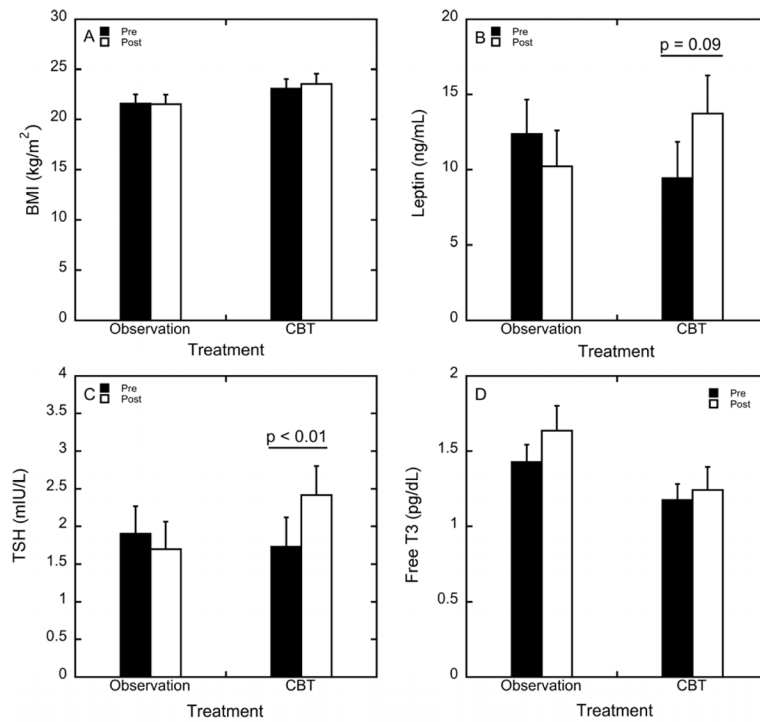 A
Pre
Post
30
25
20
15
10
5
0
BMI (kg/m²)
Observation
CBT
Treatment
B
Pre
Post
p = 0.09
20
15
10
5
0
Leptin (ng/mL)
Observation
CBT
Treatment
C
Pre
Post
p < 0.01
4
3.5
3
2.5
2
1.5
1
0.5
0
TSH (mIU/L)
Observation
CBT
Treatment
D
Pre
Post
2
1.5
1
0.5
0
Free T3 (pg/dL)
Observation
CBT
Treatment